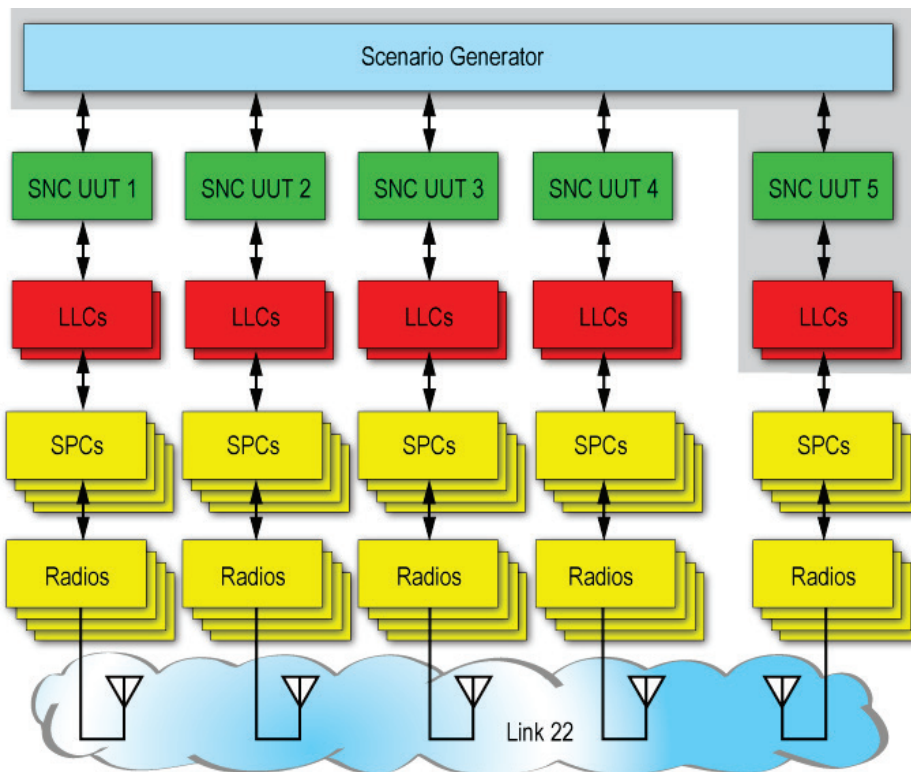 Scenario Generator
SNC UUT 1
SNC UUT 2
SNC UUT 3
SNC UUT 4
SNC UUT 5
LLCs
LLCs
LLCs
LLCs
LLCs
SPCs
SPCs
SPCs
SPCs
SPCs
Radios
Radios
Radios
Radios
Radios
Link 22